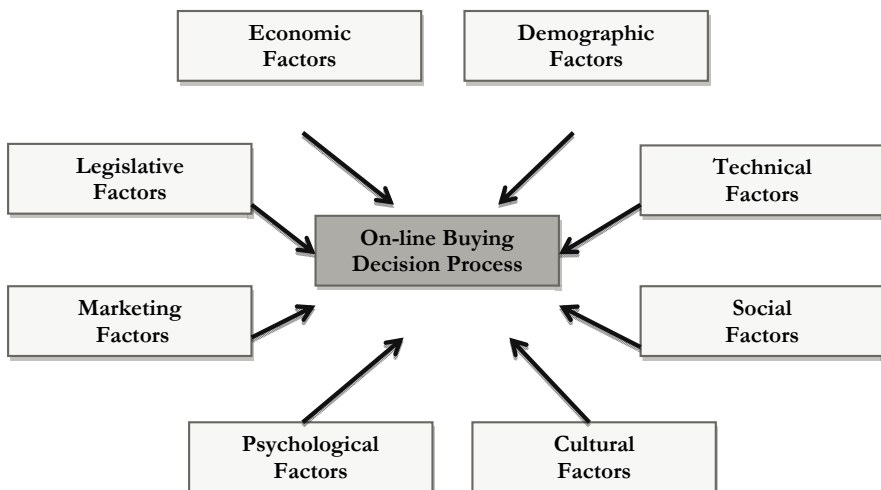 Economic
Factors
Demographic
Factors
Legislative
Factors
Technical
Factors
On-line Buying
Decision Process
Marketing
Factors
Social
Factors
Psychological
Factors
Cultural
Factors